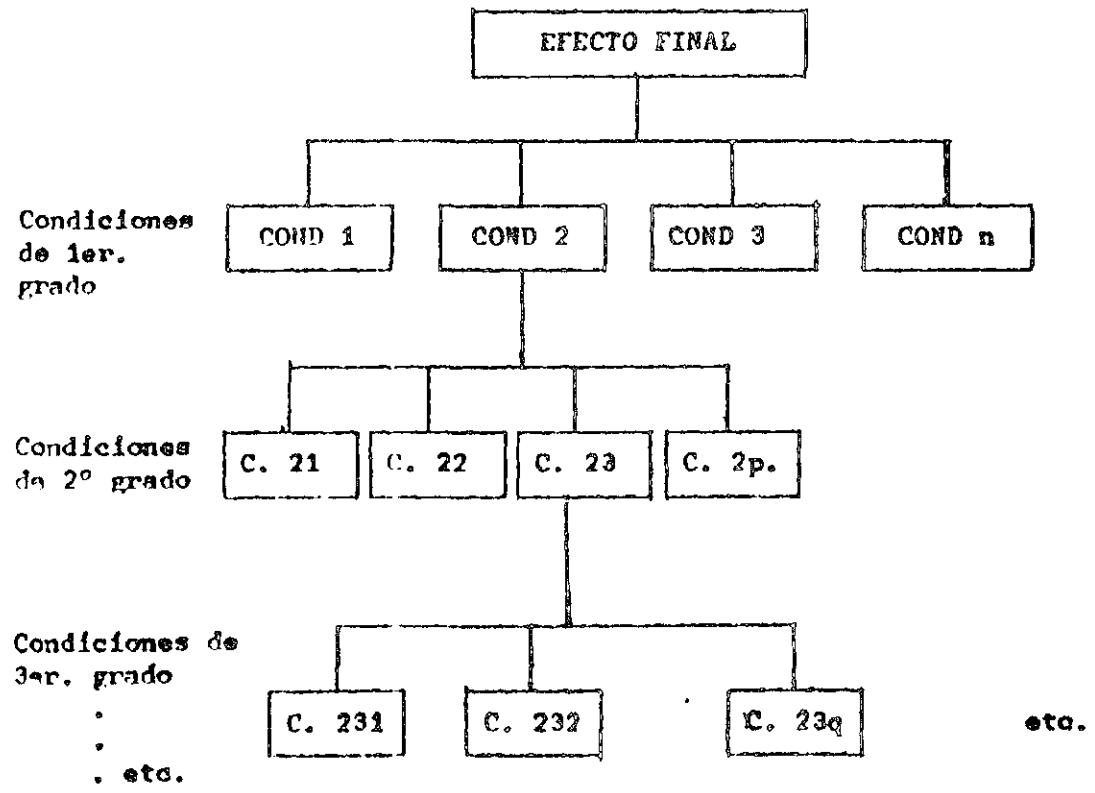 EFECTO FINAL
Condiciones
de 1er.
grado
COND 1
COND 2
COND 3
COND n
Condiciones
de 2º grado
C. 21
C. 22
C. 23
C. 2p.
Condiciones de
3er. grado
.
.
. etc.
C. 231
C. 232
C. 23q
etc.